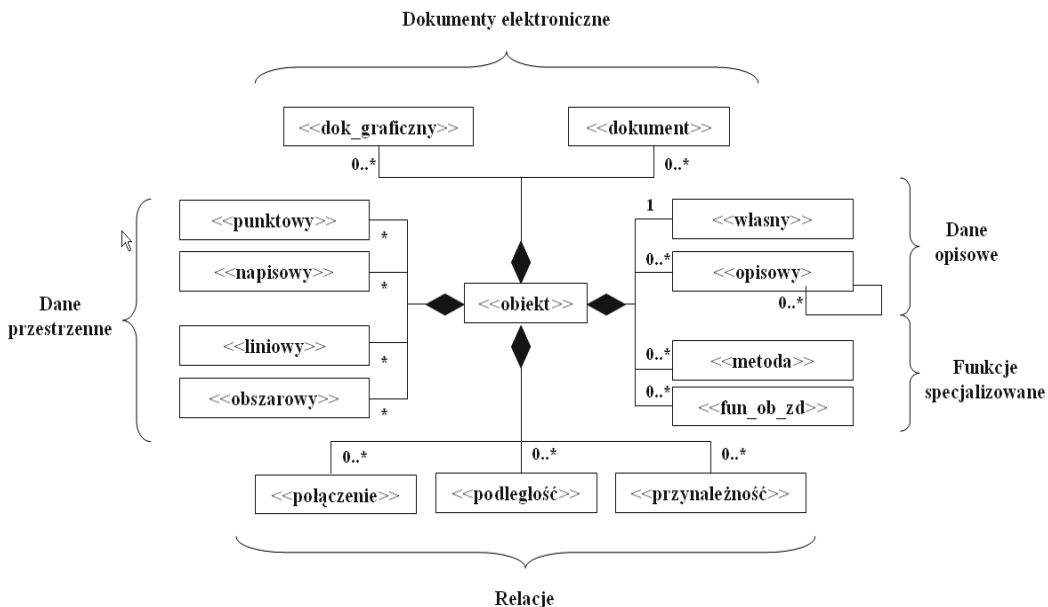 Dokumenty elektroniczne
<<dok_graficzny>>
<<dokument>>
0..*
0..*
<<punktowy>>
*
<<napisowy>>
*
Dane
przestrzenne
<<liniowy>>
*
<<obszarowy>>
*
<<obiekt>>
1
<<własny>>
0..*
<<opisowy>
0..*
Dane
opisowe
0..*
<<metoda>>
0..*
<<fun_ob_zd>>
Funkcje
specjalizowane
0..*
0..*
0..*
<<połączenie>>
<<podległość>>
<<przynależność>>
Relacje